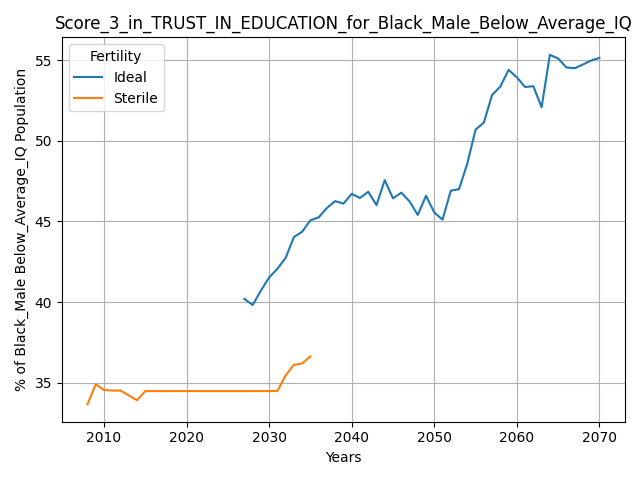 Score_3_in_TRUST_IN_EDUCATION_for_Black_Male_Below_Average_IQ
% of Black_Male Below_Average_IQ Population
Fertility
Ideal
Sterile
55
50
45
40
35
2010
2020
2030
2040
2050
2060
2070
Years